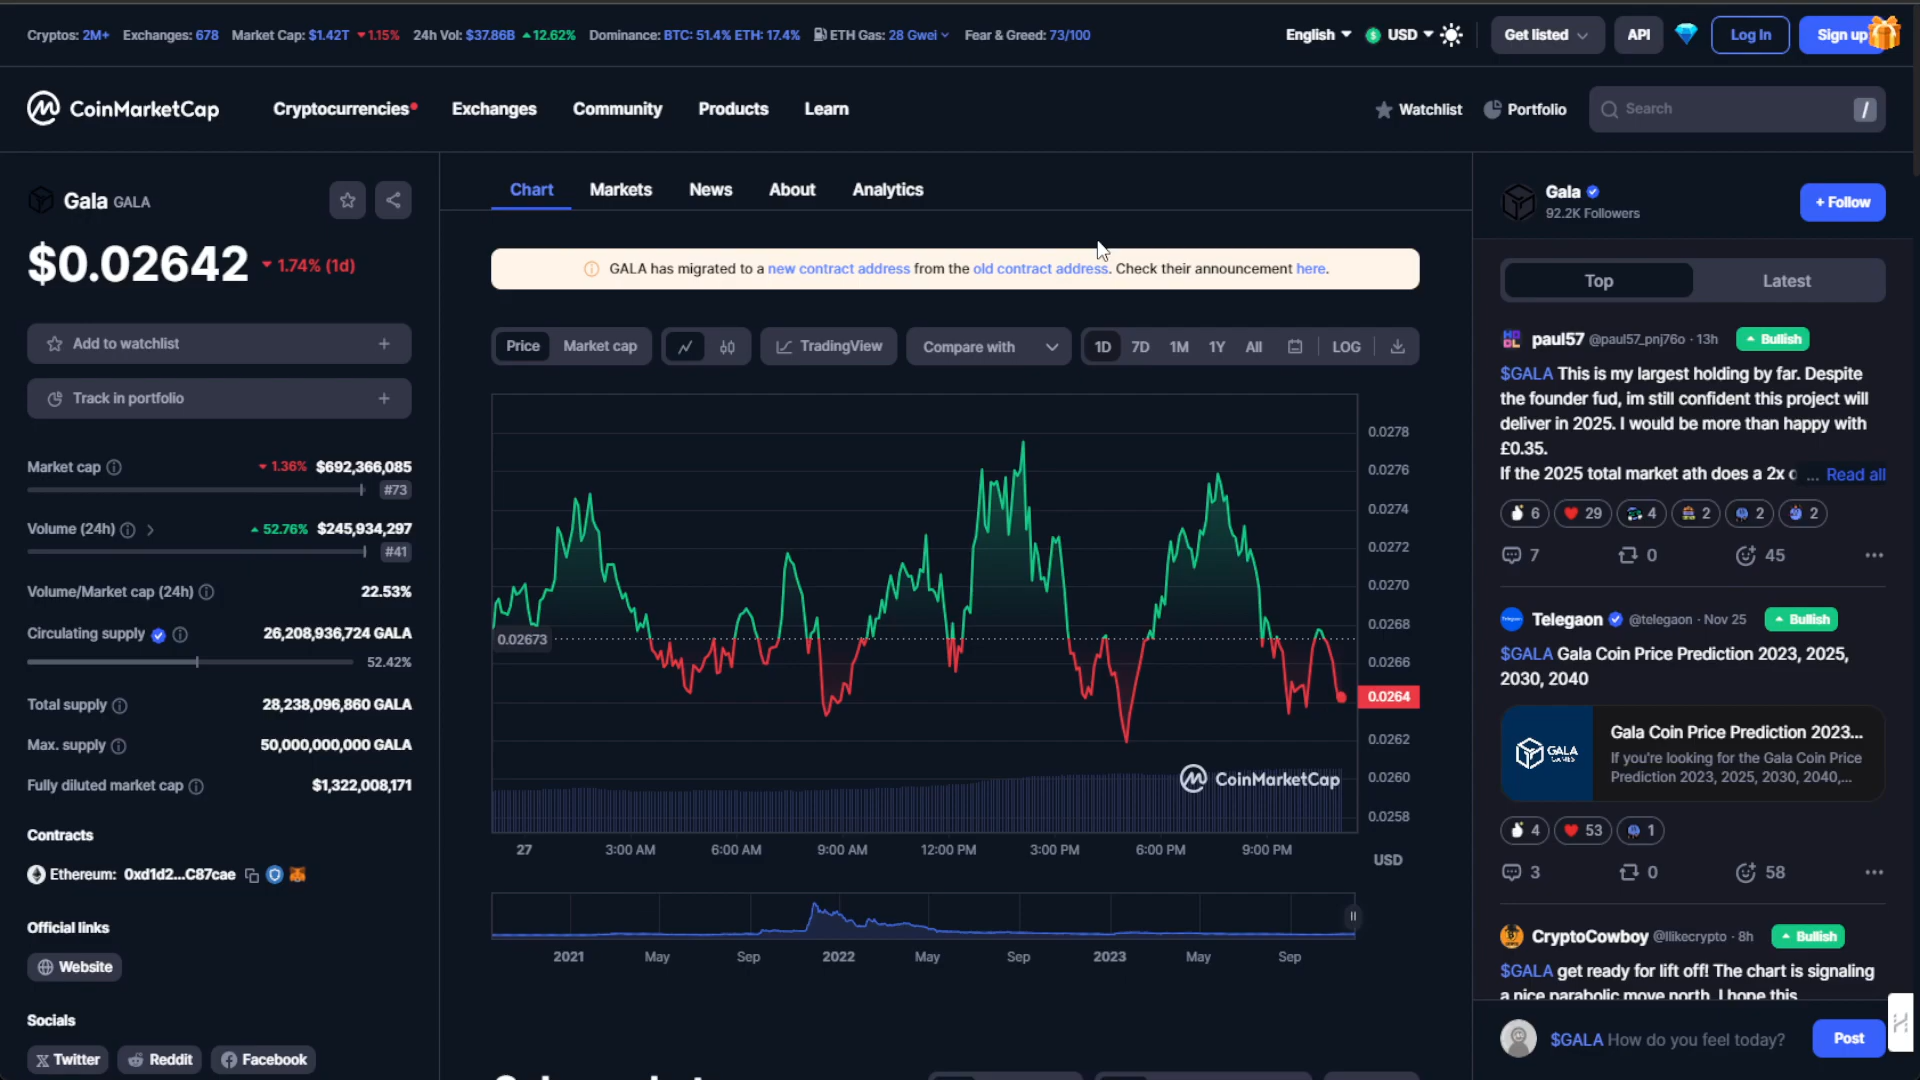 Cryptos: 2M+ Exchanges: 678 Market Cap: $1.42T 1.15% 24h Vol: $37.86B 12.62% Dominance: BTC: 51.4% ETH: 17.4% ETH Gas: 28 Gwei Fear & Greed: 73/100
English USD Get listed API Log In Sign up
CoinMarketCap Cryptocurrencies Exchanges Community Products Learn Watchlist Portfolio Search /
Gala GALA
$0.02642 1.74% (1d)
Add to watchlist +
Track in portfolio +
Market cap 1.36% $692,366,085
#73
Volume (24h) 52.76% $245,934,297
#41
Volume/Market cap (24h) 22.53%
Circulating supply 26,208,936,724 GALA
52.42%
Total supply 28,238,096,860 GALA
Max. supply 50,000,000,000 GALA
Fully diluted market cap $1,322,008,171
Contracts
Ethereum: 0xd1d2...C87cae
Official links
Website
Socials
Twitter Reddit Facebook
Chart Markets News About Analytics
GALA has migrated to a new contract address from the old contract address. Check their announcement here.
Price Market cap TradingView Compare with 1D 7D 1M 1Y All LOG
0.0278
0.0276
0.0274
0.0272
0.0270
0.0268
0.02673
0.0266
0.0264
0.0262
0.0260
CoinMarketCap
0.0258
27 3:00 AM 6:00 AM 9:00 AM 12:00 PM 3:00 PM 6:00 PM 9:00 PM
USD
2021 May Sep 2022 May Sep 2023 May Sep
Gala
92.2K Followers
+ Follow
Top Latest
paul57 @paul57_pnj76o · 13h Bullish
$GALA This is my largest holding by far. Despite
the founder fud, im still confident this project will
deliver in 2025. I would be more than happy with
£0.35.
If the 2025 total market ath does a 2x ... Read all
6 29 4 2 2 2
7 0 45
Telegaon @telegaon · Nov 25 Bullish
$GALA Gala Coin Price Prediction 2023, 2025,
2030, 2040
GALA
GAMES
Gala Coin Price Prediction 2023...
If you're looking for the Gala Coin Price
Prediction 2023, 2025, 2030, 2040,...
4 53 1
3 0 58
CryptoCowboy @llikecrypto · 8h Bullish
$GALA get ready for lift off! The chart is signaling
a nice parabolic move north. I hope this
$GALA How do you feel today? Post